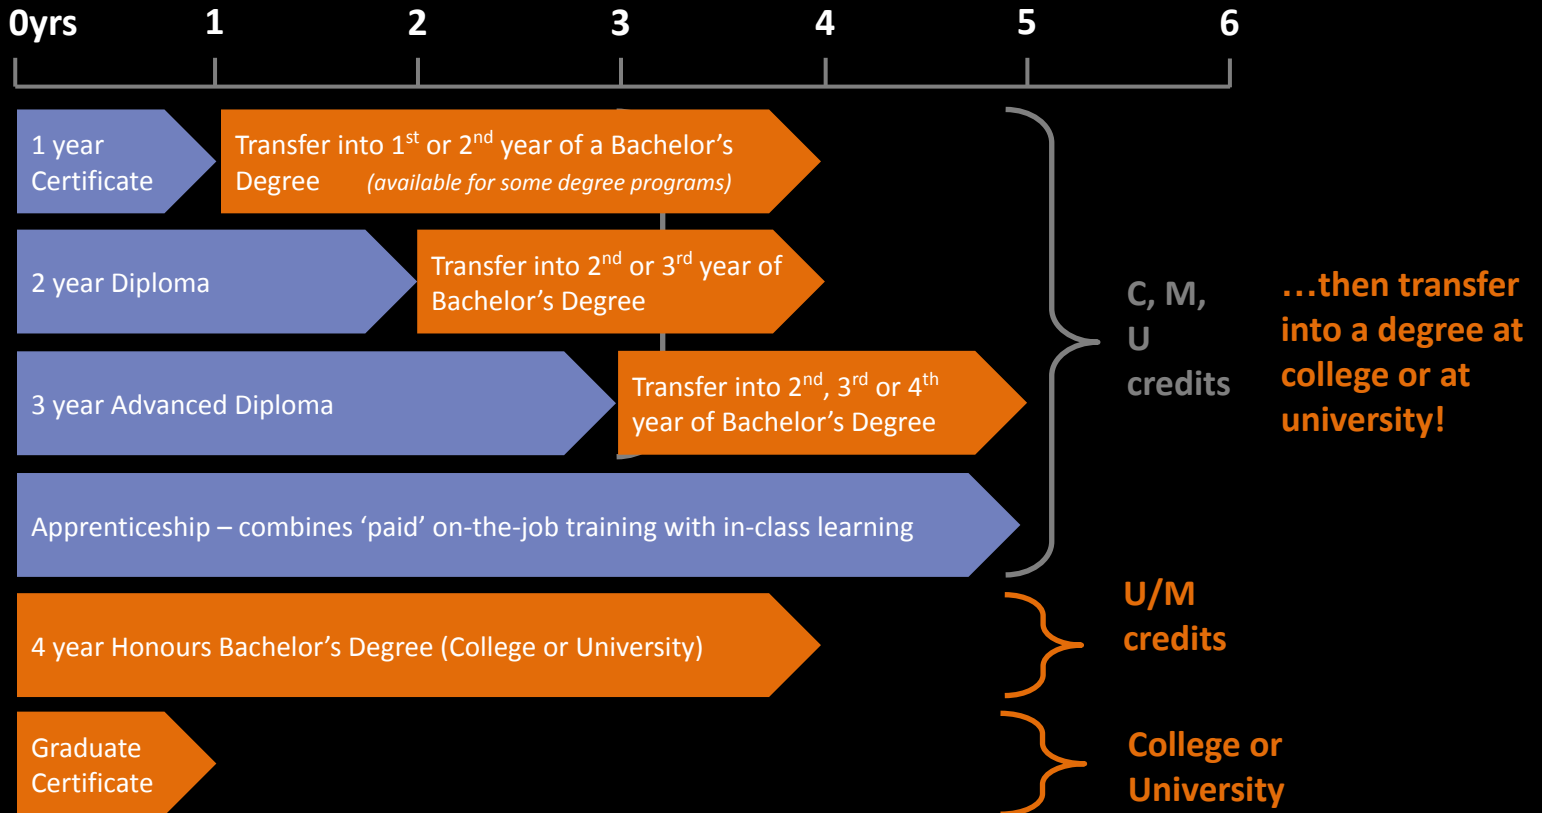 0yrs 1 2 3 4 5 6
1 year
Certificate
Transfer into 1st or 2nd year of a Bachelor’s
Degree (available for some degree programs)
2 year Diploma
Transfer into 2nd or 3rd year of
Bachelor’s Degree
3 year Advanced Diploma
Transfer into 2nd, 3rd or 4th
year of Bachelor’s Degree
C, M,
U
credits
…then transfer
into a degree at
college or at
university!
Apprenticeship – combines ‘paid’ on-the-job training with in-class learning
4 year Honours Bachelor’s Degree (College or University)
U/M
credits
Graduate
Certificate
College or
University